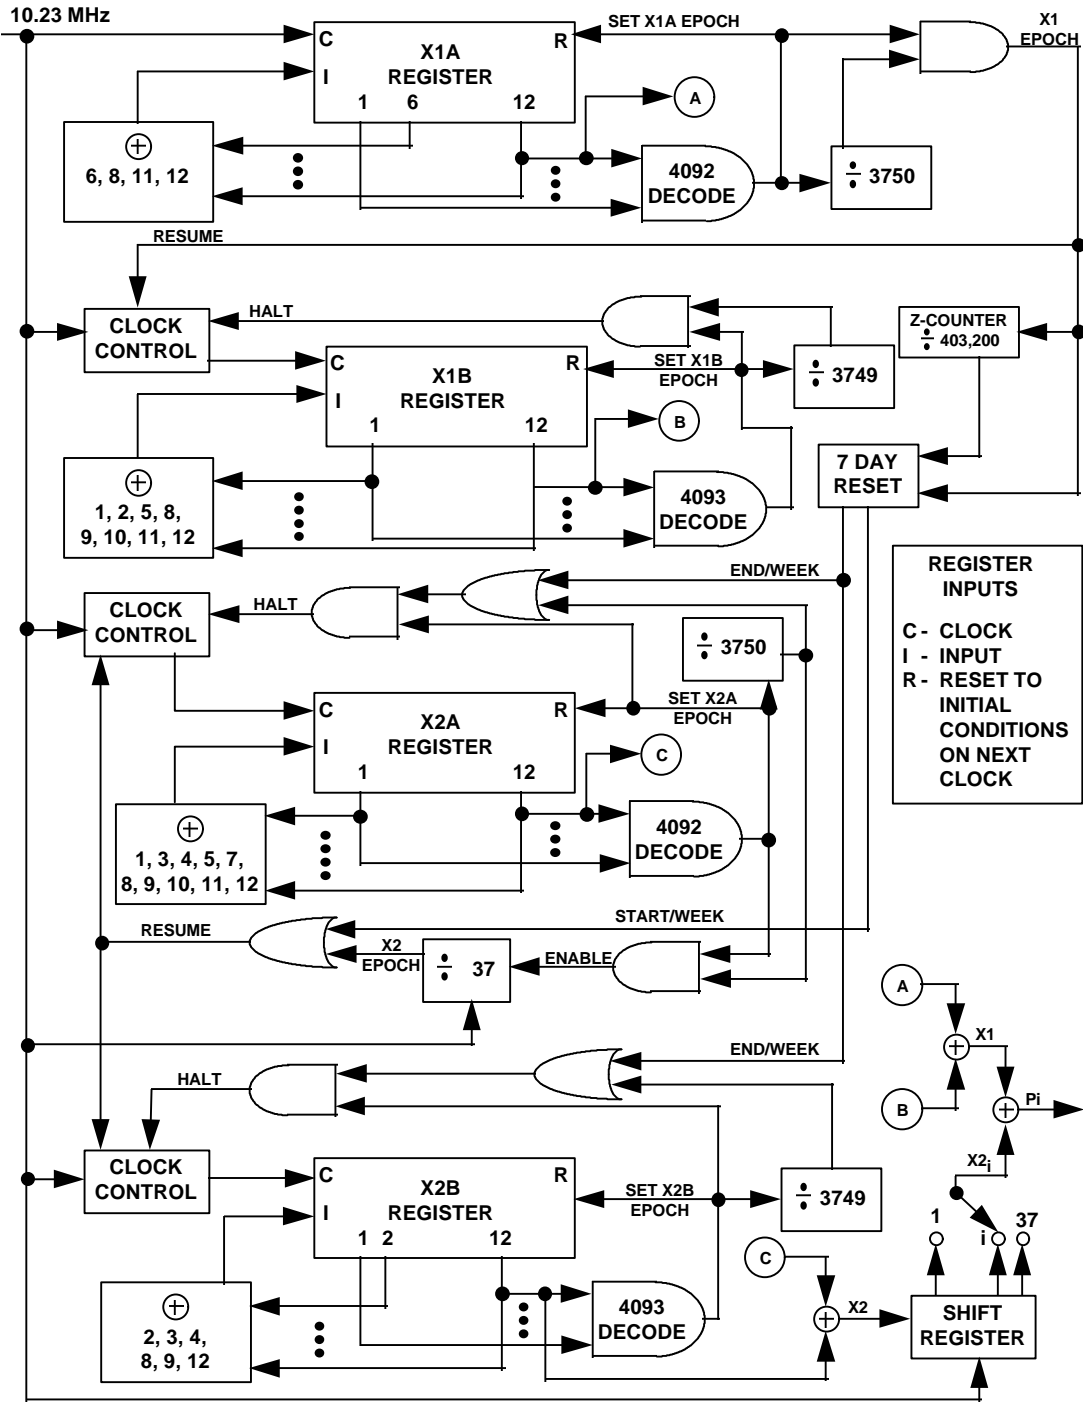 10.23 MHz
C
I
X1A
REGISTER
R
1
6
12
SET X1A EPOCH
X1
EPOCH
A
6, 8, 11, 12
4092
DECODE
÷ 3750
RESUME
CLOCK
CONTROL
HALT
Z-COUNTER
÷ 403,200
C
I
X1B
REGISTER
R
1
12
SET X1B
EPOCH
÷ 3749
B
7 DAY
RESET
1, 2, 5, 8,
9, 10, 11, 12
4093
DECODE
END/WEEK
REGISTER
INPUTS
C - CLOCK
I - INPUT
R - RESET TO
INITIAL
CONDITIONS
ON NEXT
CLOCK
CLOCK
CONTROL
HALT
÷ 3750
C
I
X2A
REGISTER
R
1
12
SET X2A
EPOCH
C
1, 3, 4, 5, 7,
8, 9, 10, 11, 12
4092
DECODE
START/WEEK
RESUME
X2
EPOCH
÷ 37
ENABLE
END/WEEK
HALT
CLOCK
CONTROL
C
I
X2B
REGISTER
R
1 2
12
SET X2B
EPOCH
÷ 3749
2, 3, 4,
8, 9, 12
4093
DECODE
A
X1
B
Pi
X2i
1
i
37
C
X2
SHIFT
REGISTER